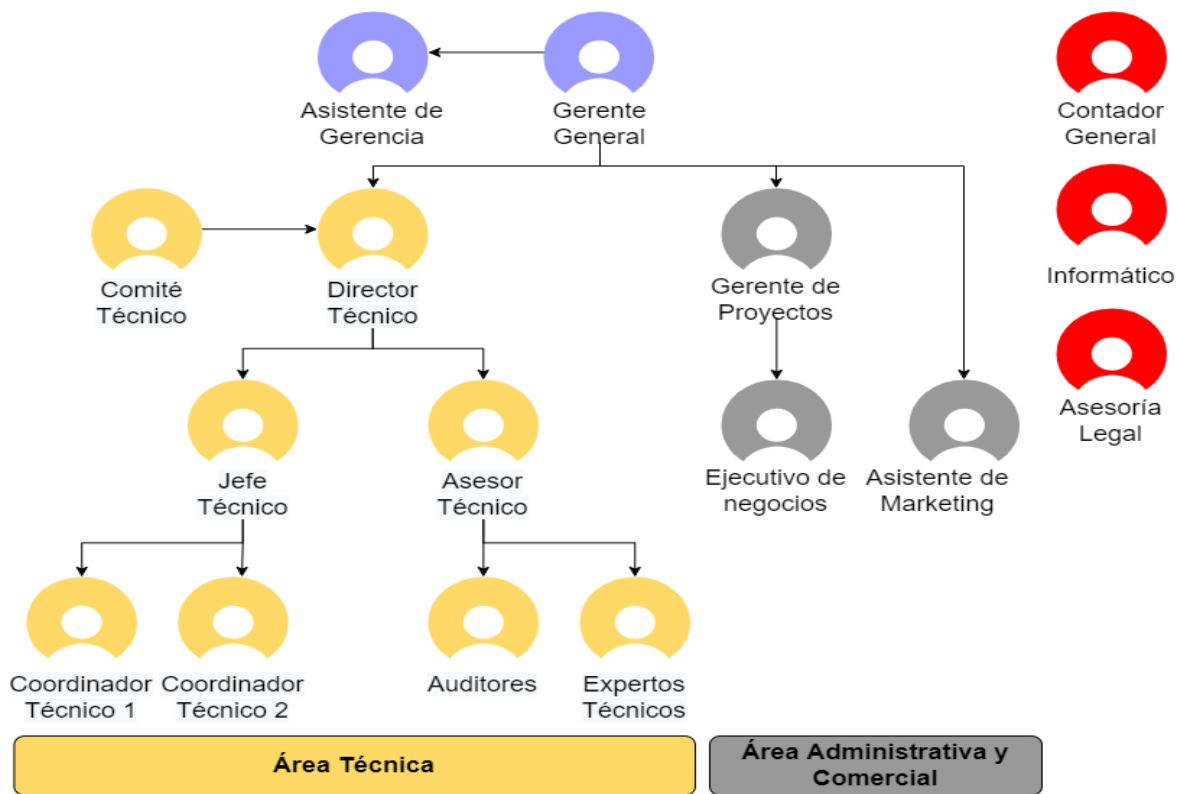 Asistente de
Gerencia
Gerente
General
Contador
General
Comité
Técnico
Director
Técnico
Gerente de
Proyectos
Informático
Jefe
Técnico
Asesor
Técnico
Ejecutivo de
negocios
Asistente de
Marketing
Asesoría
Legal
Coordinador
Técnico 1
Coordinador
Técnico 2
Auditores
Expertos
Técnicos
Área Técnica
Área Administrativa y
Comercial